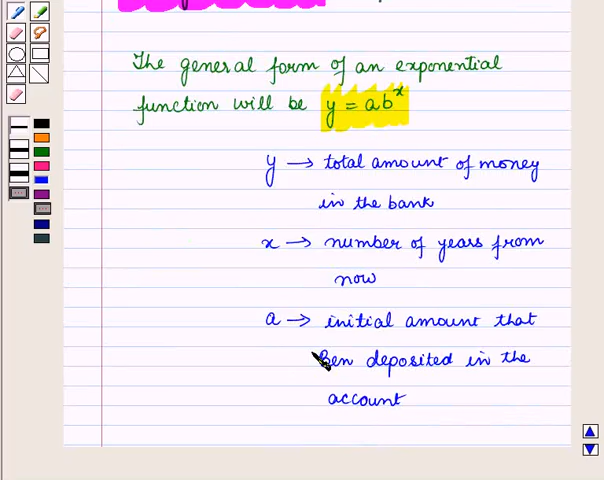 The general form of an exponential
function will be y = ab^x
y → total amount of money
in the bank
x → number of years from
now
a → initial amount that
Ben deposited in the
account